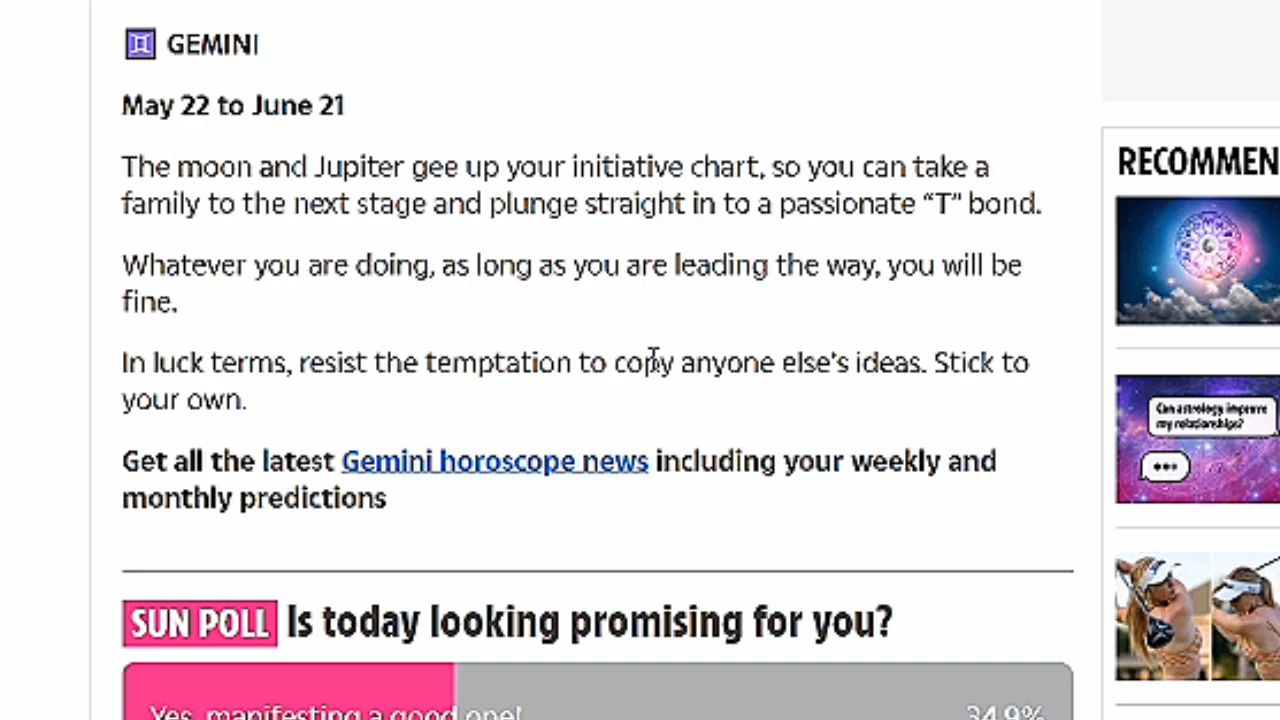 GEMINI
May 22 to June 21
The moon and Jupiter gee up your initiative chart, so you can take a
family to the next stage and plunge straight in to a passionate “T” bond.
Whatever you are doing, as long as you are leading the way, you will be
fine.
In luck terms, resist the temptation to copy anyone else's ideas. Stick to
your own.
Get all the latest Gemini horoscope news including your weekly and
monthly predictions
SUN POLL Is today looking promising for you?
Yes, manifesting a good one! 34.9%
RECOMMEN
Can astrology improve
my relationships?